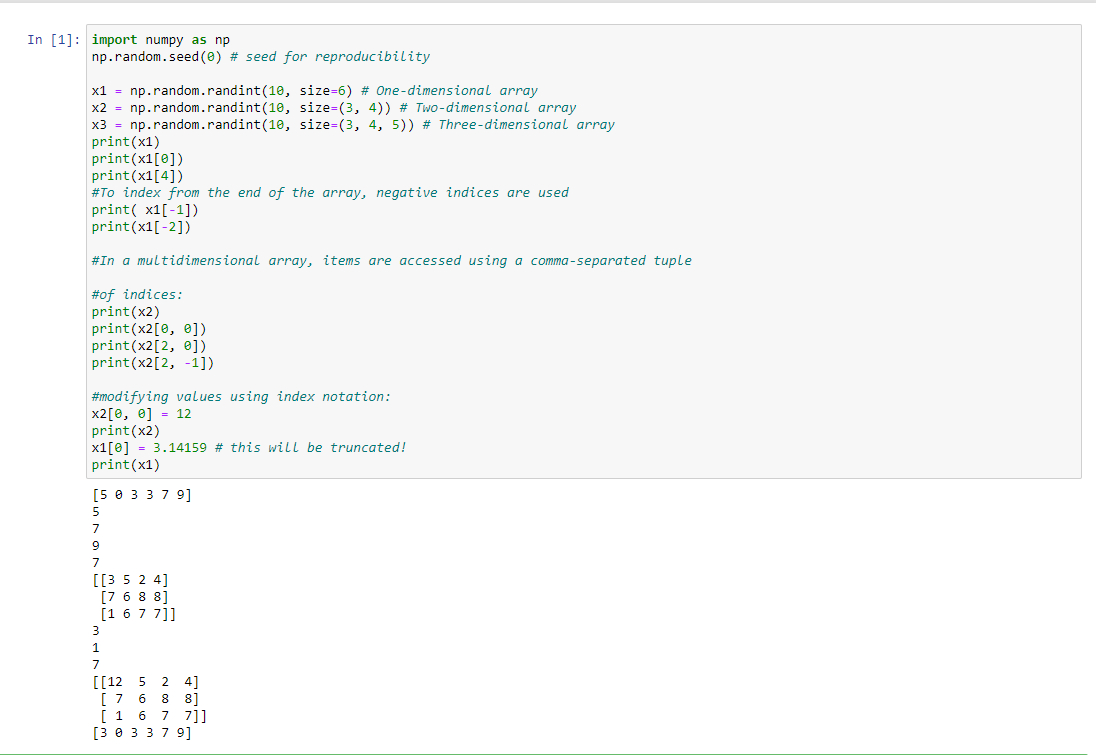 In [1]: import numpy as np
np.random.seed(0) # seed for reproducibility
x1 = np.random.randint(10, size=6) # One-dimensional array
x2 = np.random.randint(10, size=(3, 4)) # Two-dimensional array
x3 = np.random.randint(10, size=(3, 4, 5)) # Three-dimensional array
print(x1)
print(x1[0])
print(x1[4])
#To index from the end of the array, negative indices are used
print( x1[-1])
print(x1[-2])
#In a multidimensional array, items are accessed using a comma-separated tuple
#of indices:
print(x2)
print(x2[0, 0])
print(x2[2, 0])
print(x2[2, -1])
#modifying values using index notation:
x2[0, 0] = 12
print(x2)
x1[0] = 3.14159 # this will be truncated!
print(x1)
[5 0 3 3 7 9]
5
7
9
7
[[3 5 2 4]
 [7 6 8 8]
 [1 6 7 7]]
3
1
7
[[12  5  2  4]
 [ 7  6  8  8]
 [ 1  6  7  7]]
[3 0 3 3 7 9]